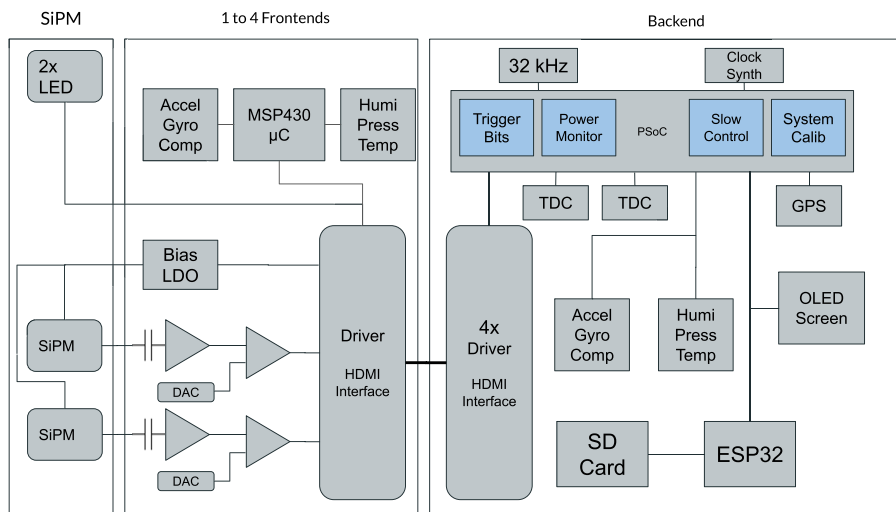 SiPM
1 to 4 Frontends
Backend
2x
LED
Accel
Gyro
Comp
MSP430
µC
Humi
Press
Temp
Bias
LDO
SiPM
DAC
SiPM
DAC
Driver
HDMI
Interface
4x
Driver
HDMI
Interface
32 kHz
Clock
Synth
Trigger
Bits
Power
Monitor
PSoC
Slow
Control
System
Calib
TDC
TDC
GPS
Accel
Gyro
Comp
Humi
Press
Temp
OLED
Screen
SD
Card
ESP32